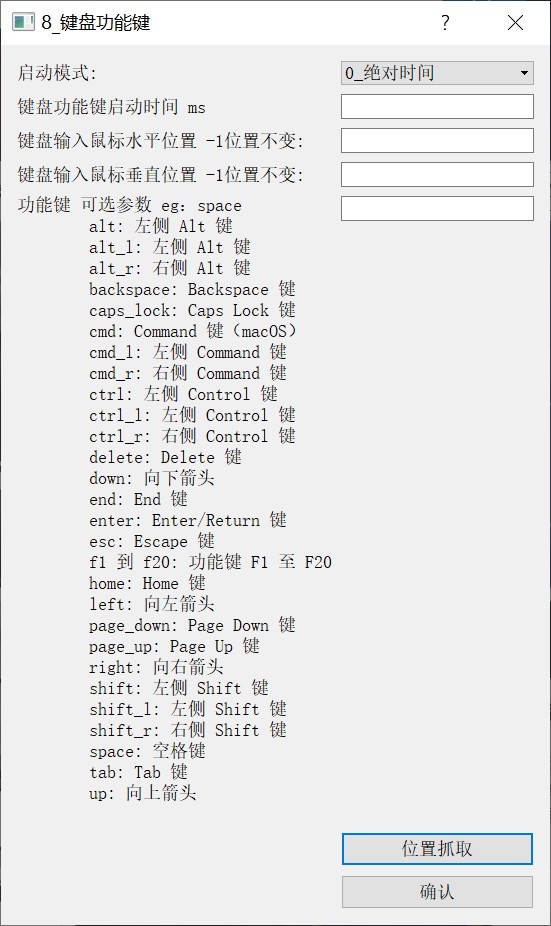 8_键盘功能键
?
启动模式:
0_绝对时间
键盘功能键启动时间 ms
键盘输入鼠标水平位置 -1位置不变:
键盘输入鼠标垂直位置 -1位置不变:
功能键 可选参数 eg: space
alt: 左侧 Alt 键
alt_l: 左侧 Alt 键
alt_r: 右侧 Alt 键
backspace: Backspace 键
caps_lock: Caps Lock 键
cmd: Command 键（macOS）
cmd_l: 左侧 Command 键
cmd_r: 右侧 Command 键
ctrl: 左侧 Control 键
ctrl_l: 左侧 Control 键
ctrl_r: 右侧 Control 键
delete: Delete 键
down: 向下箭头
end: End 键
enter: Enter/Return 键
esc: Escape 键
f1 到 f20: 功能键 F1 至 F20
home: Home 键
left: 向左箭头
page_down: Page Down 键
page_up: Page Up 键
right: 向右箭头
shift: 左侧 Shift 键
shift_l: 左侧 Shift 键
shift_r: 右侧 Shift 键
space: 空格键
tab: Tab 键
up: 向上箭头
位置抓取
确认